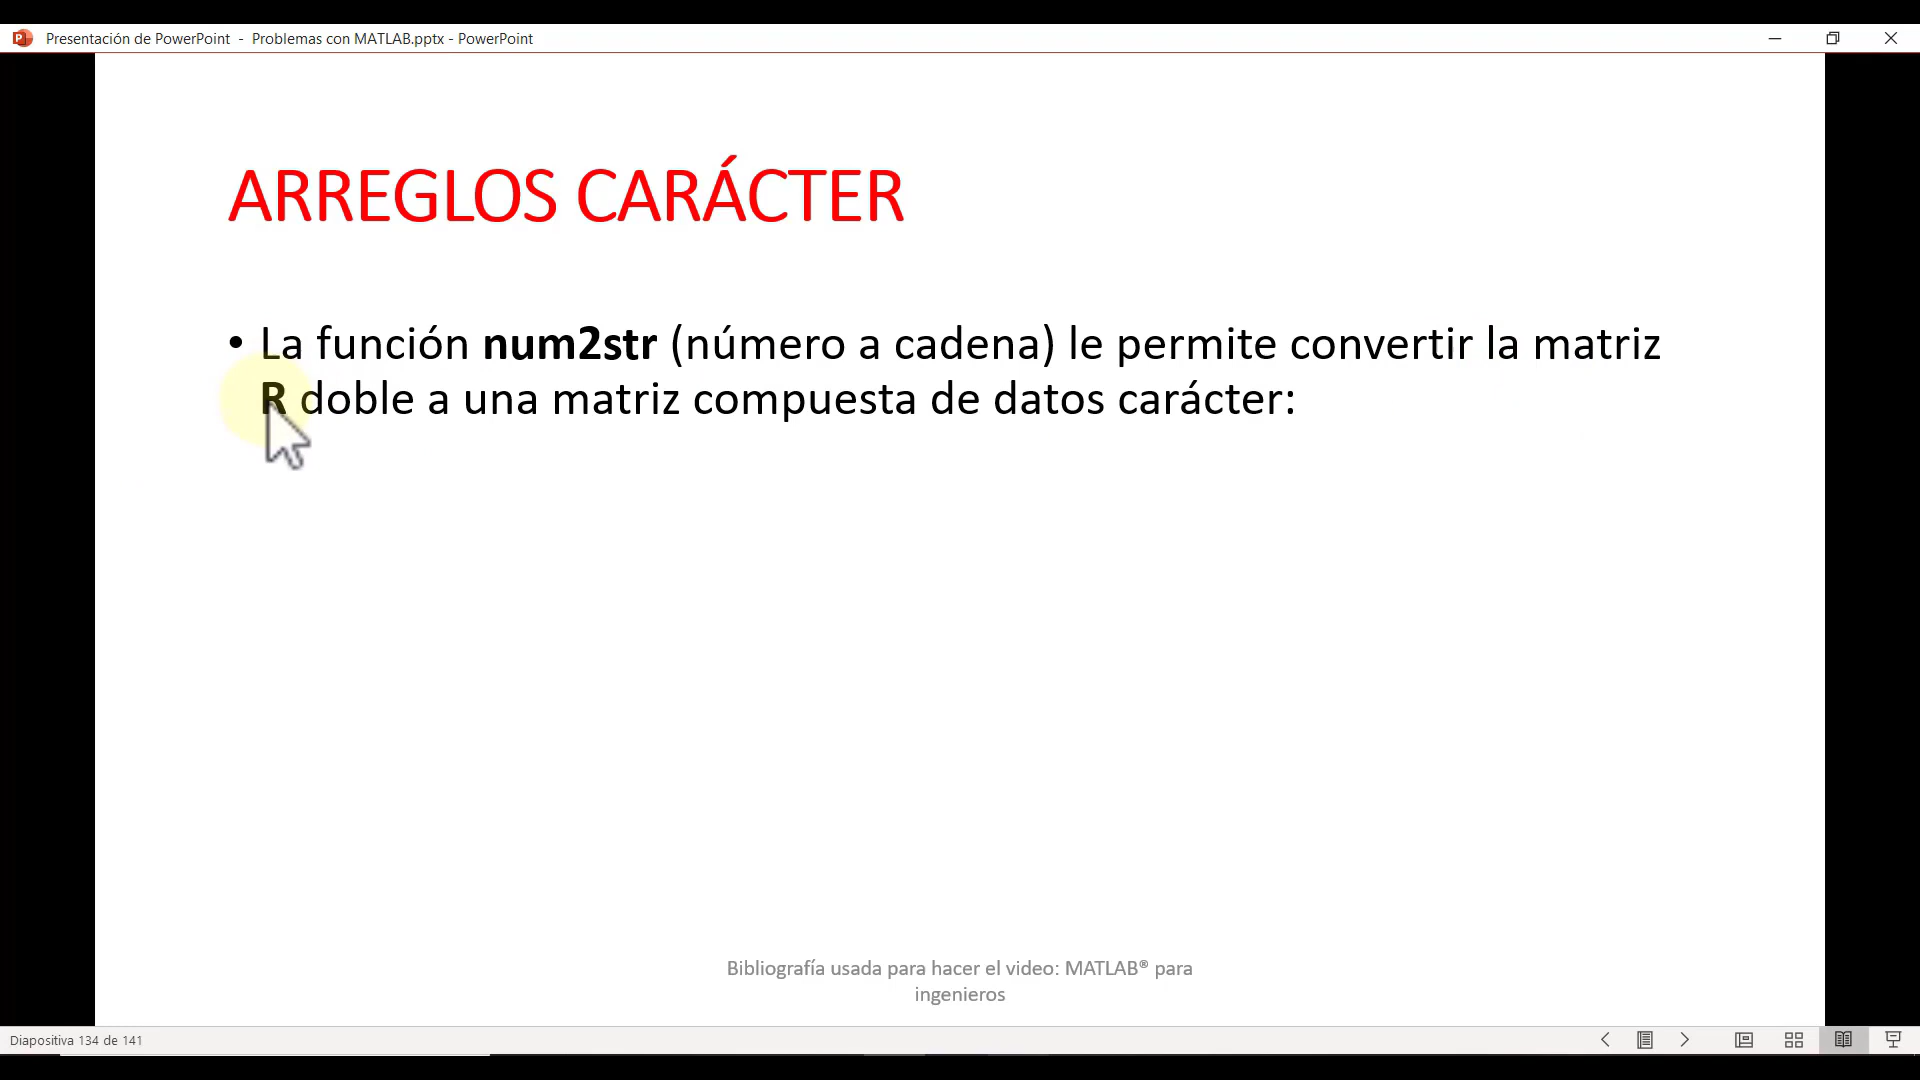 Presentación de PowerPoint - Problemas con MATLAB.pptx - PowerPoint
ARREGLOS CARÁCTER
• La función num2str (número a cadena) le permite convertir la matriz
R doble a una matriz compuesta de datos carácter:
Bibliografía usada para hacer el video: MATLAB® para
ingenieros
Diapositiva 134 de 141